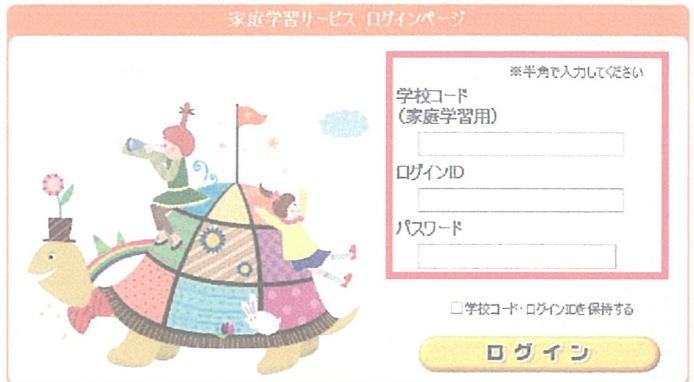 家庭学習サービス ログインページ
※半角で入力してください
学校コード
（家庭学習用）
ログインID
パスワード
学校コード・ログインIDを保持する
ログイン